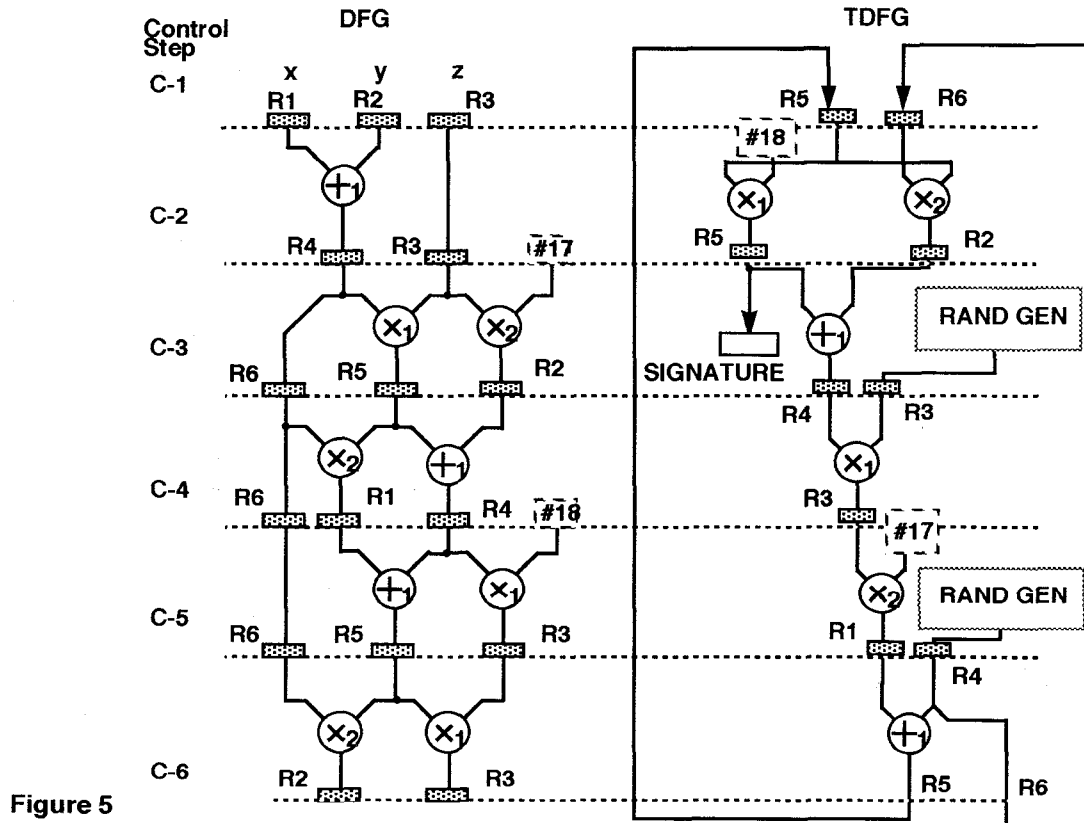 DFG
TDFG
Control
Step
C-1
x y z
R1 R2 R3
R5 R6
#18
+1
×1 ×2
C-2
R4 R3 #17
R5 R2
×1 ×2
+1
RAND GEN
C-3
SIGNATURE
R6 R5 R2
R4 R3
×2 +1
×1
C-4
R6 R1 R4 #18
R3
#17
+1 ×1
×2
RAND GEN
C-5
R6 R5 R3
R1 R4
×2 ×1
+1
C-6
R2 R3
R5 R6
Figure 5